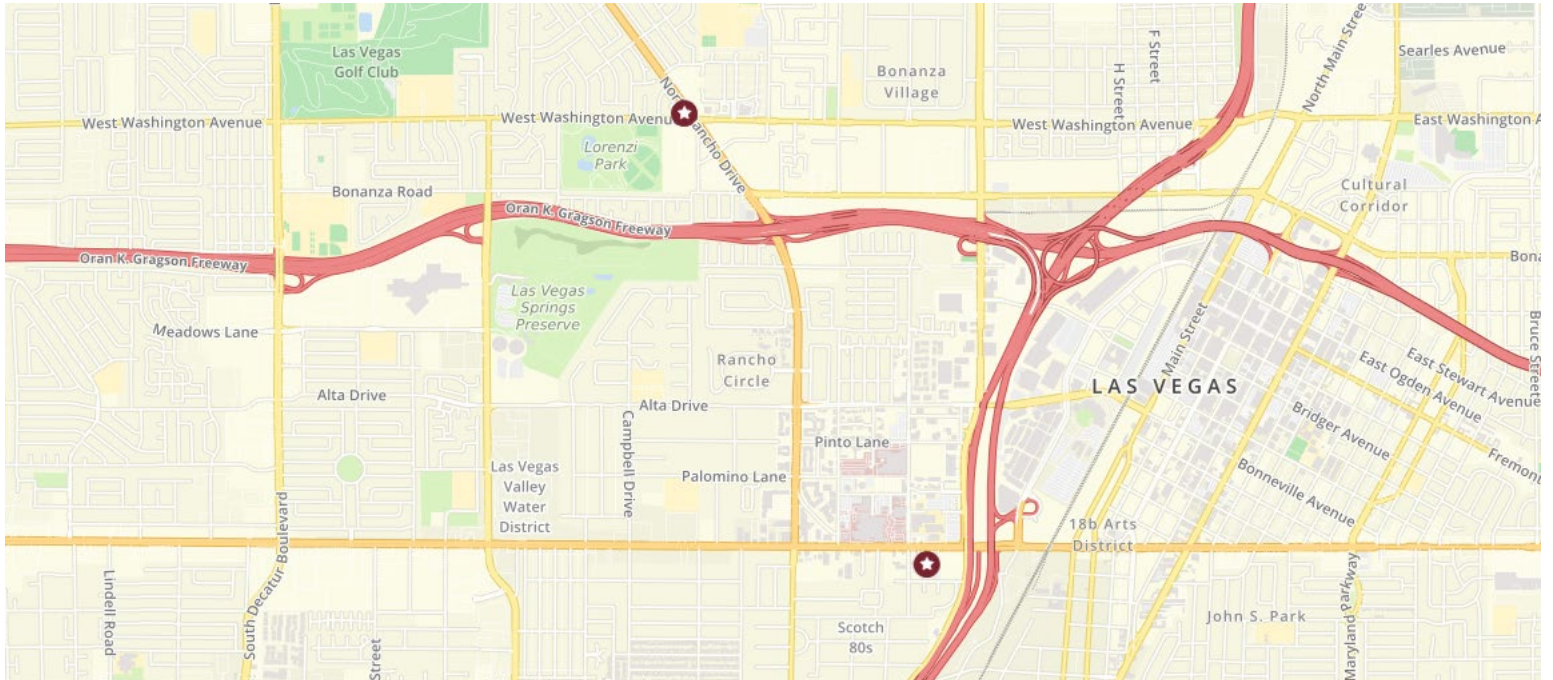 Las Vegas
Golf Club
West Washington Avenue
West Washington Avenue
North Rancho Drive
Bonanza
Village
H Street
F Street
North Main Stree
Searles Avenue
West Washington Avenue
East Washington A
Lorenzi
Park
Bonanza Road
Cultural
Corridor
Oran K. Gragson Freeway
Oran K. Gragson Freeway
Bona
Las Vegas
Springs
Preserve
Meadows Lane
Rancho
Circle
Main Street
Bruce Street
LAS VEGAS
East Stewart Avenue
East Ogden Avenue
Alta Drive
Alta Drive
Campbell Drive
Bridger Avenue
Pinto Lane
Fremont
Palomino Lane
Bonneville Avenue
Las Vegas
Valley
Water
District
18b Arts
District
South Decatur Boulevard
Lindell Road
Street
Scotch
80s
John S. Park
Maryland Parkway